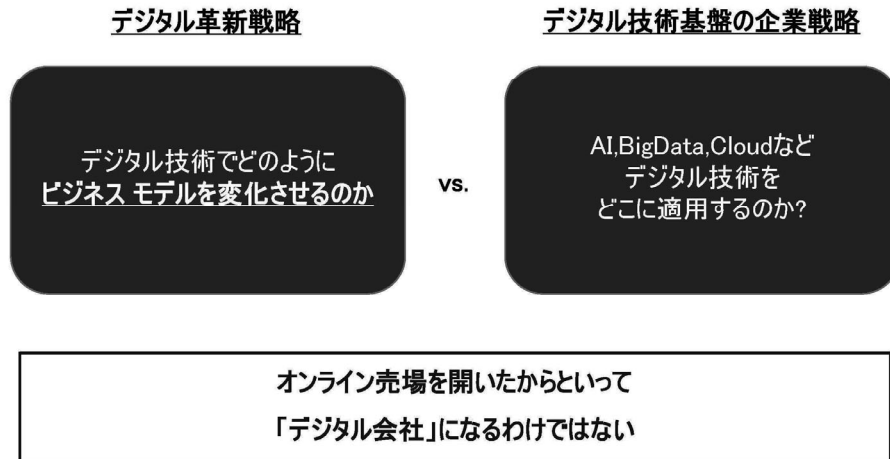 デジタル革新戦略
デジタル技術基盤の企業戦略
デジタル技術でどのように
ビジネス モデルを変化させるのか
vs.
AI,BigData,Cloudなど
デジタル技術を
どこに適用するのか?
オンライン売場を開いたからといって
「デジタル会社」になるわけではない